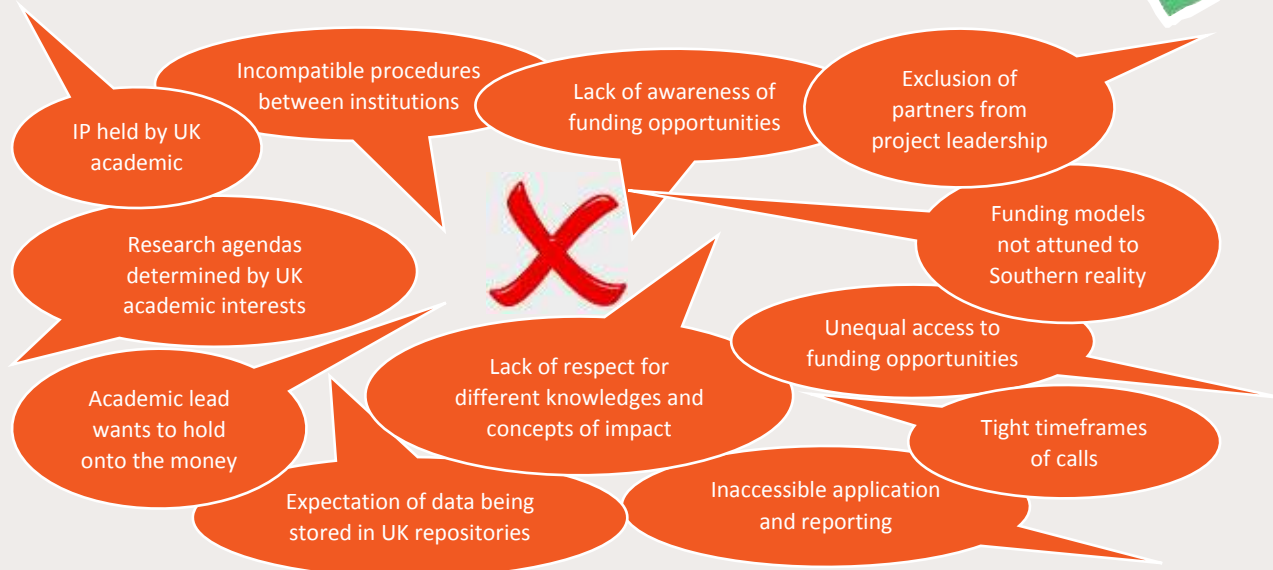 Incompatible procedures
between institutions
Lack of awareness of
funding opportunities
Exclusion of
partners from
project leadership
IP held by UK
academic
Funding models
not attuned to
Southern reality
Research agendas
determined by UK
academic interests
Unequal access to
funding opportunities
Lack of respect for
different knowledges and
concepts of impact
Academic lead
wants to hold
onto the money
Tight timeframes
of calls
Expectation of data being
stored in UK repositories
Inaccessible application
and reporting